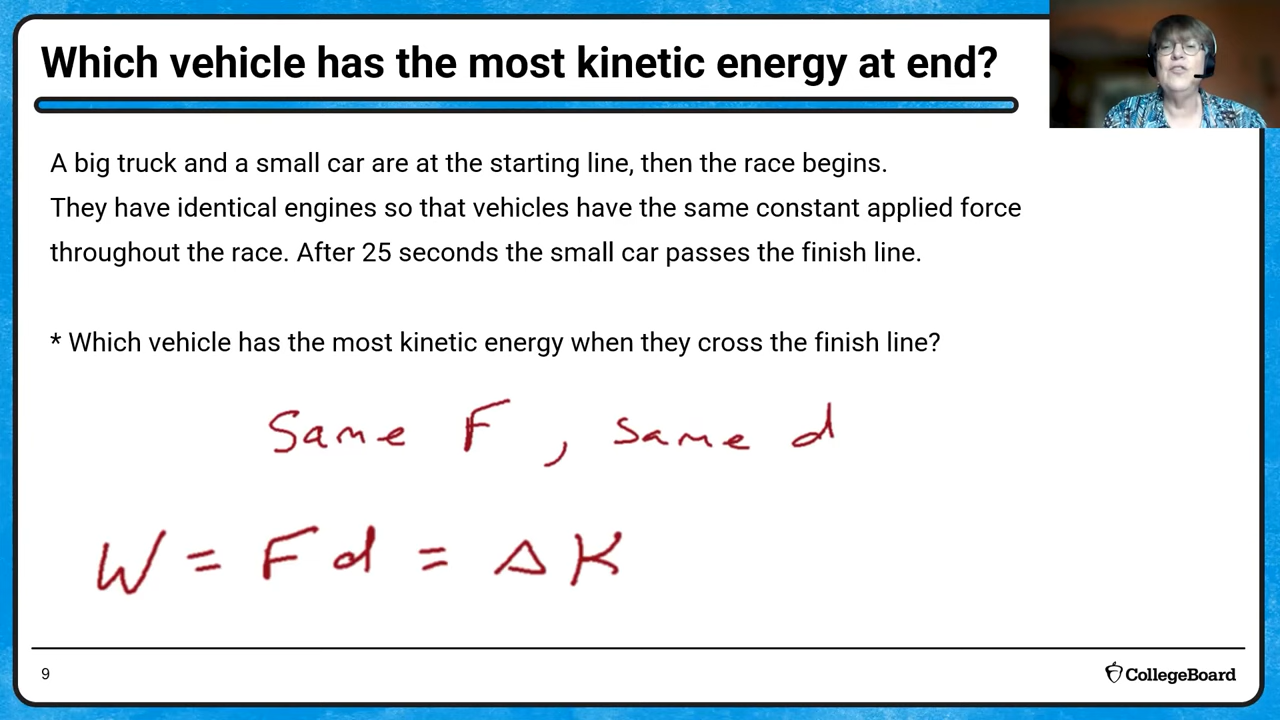 Which vehicle has the most kinetic energy at end?
A big truck and a small car are at the starting line, then the race begins.
They have identical engines so that vehicles have the same constant applied force
throughout the race. After 25 seconds the small car passes the finish line.
* Which vehicle has the most kinetic energy when they cross the finish line?
Same F, same d
W = Fd = ΔK
9
CollegeBoard